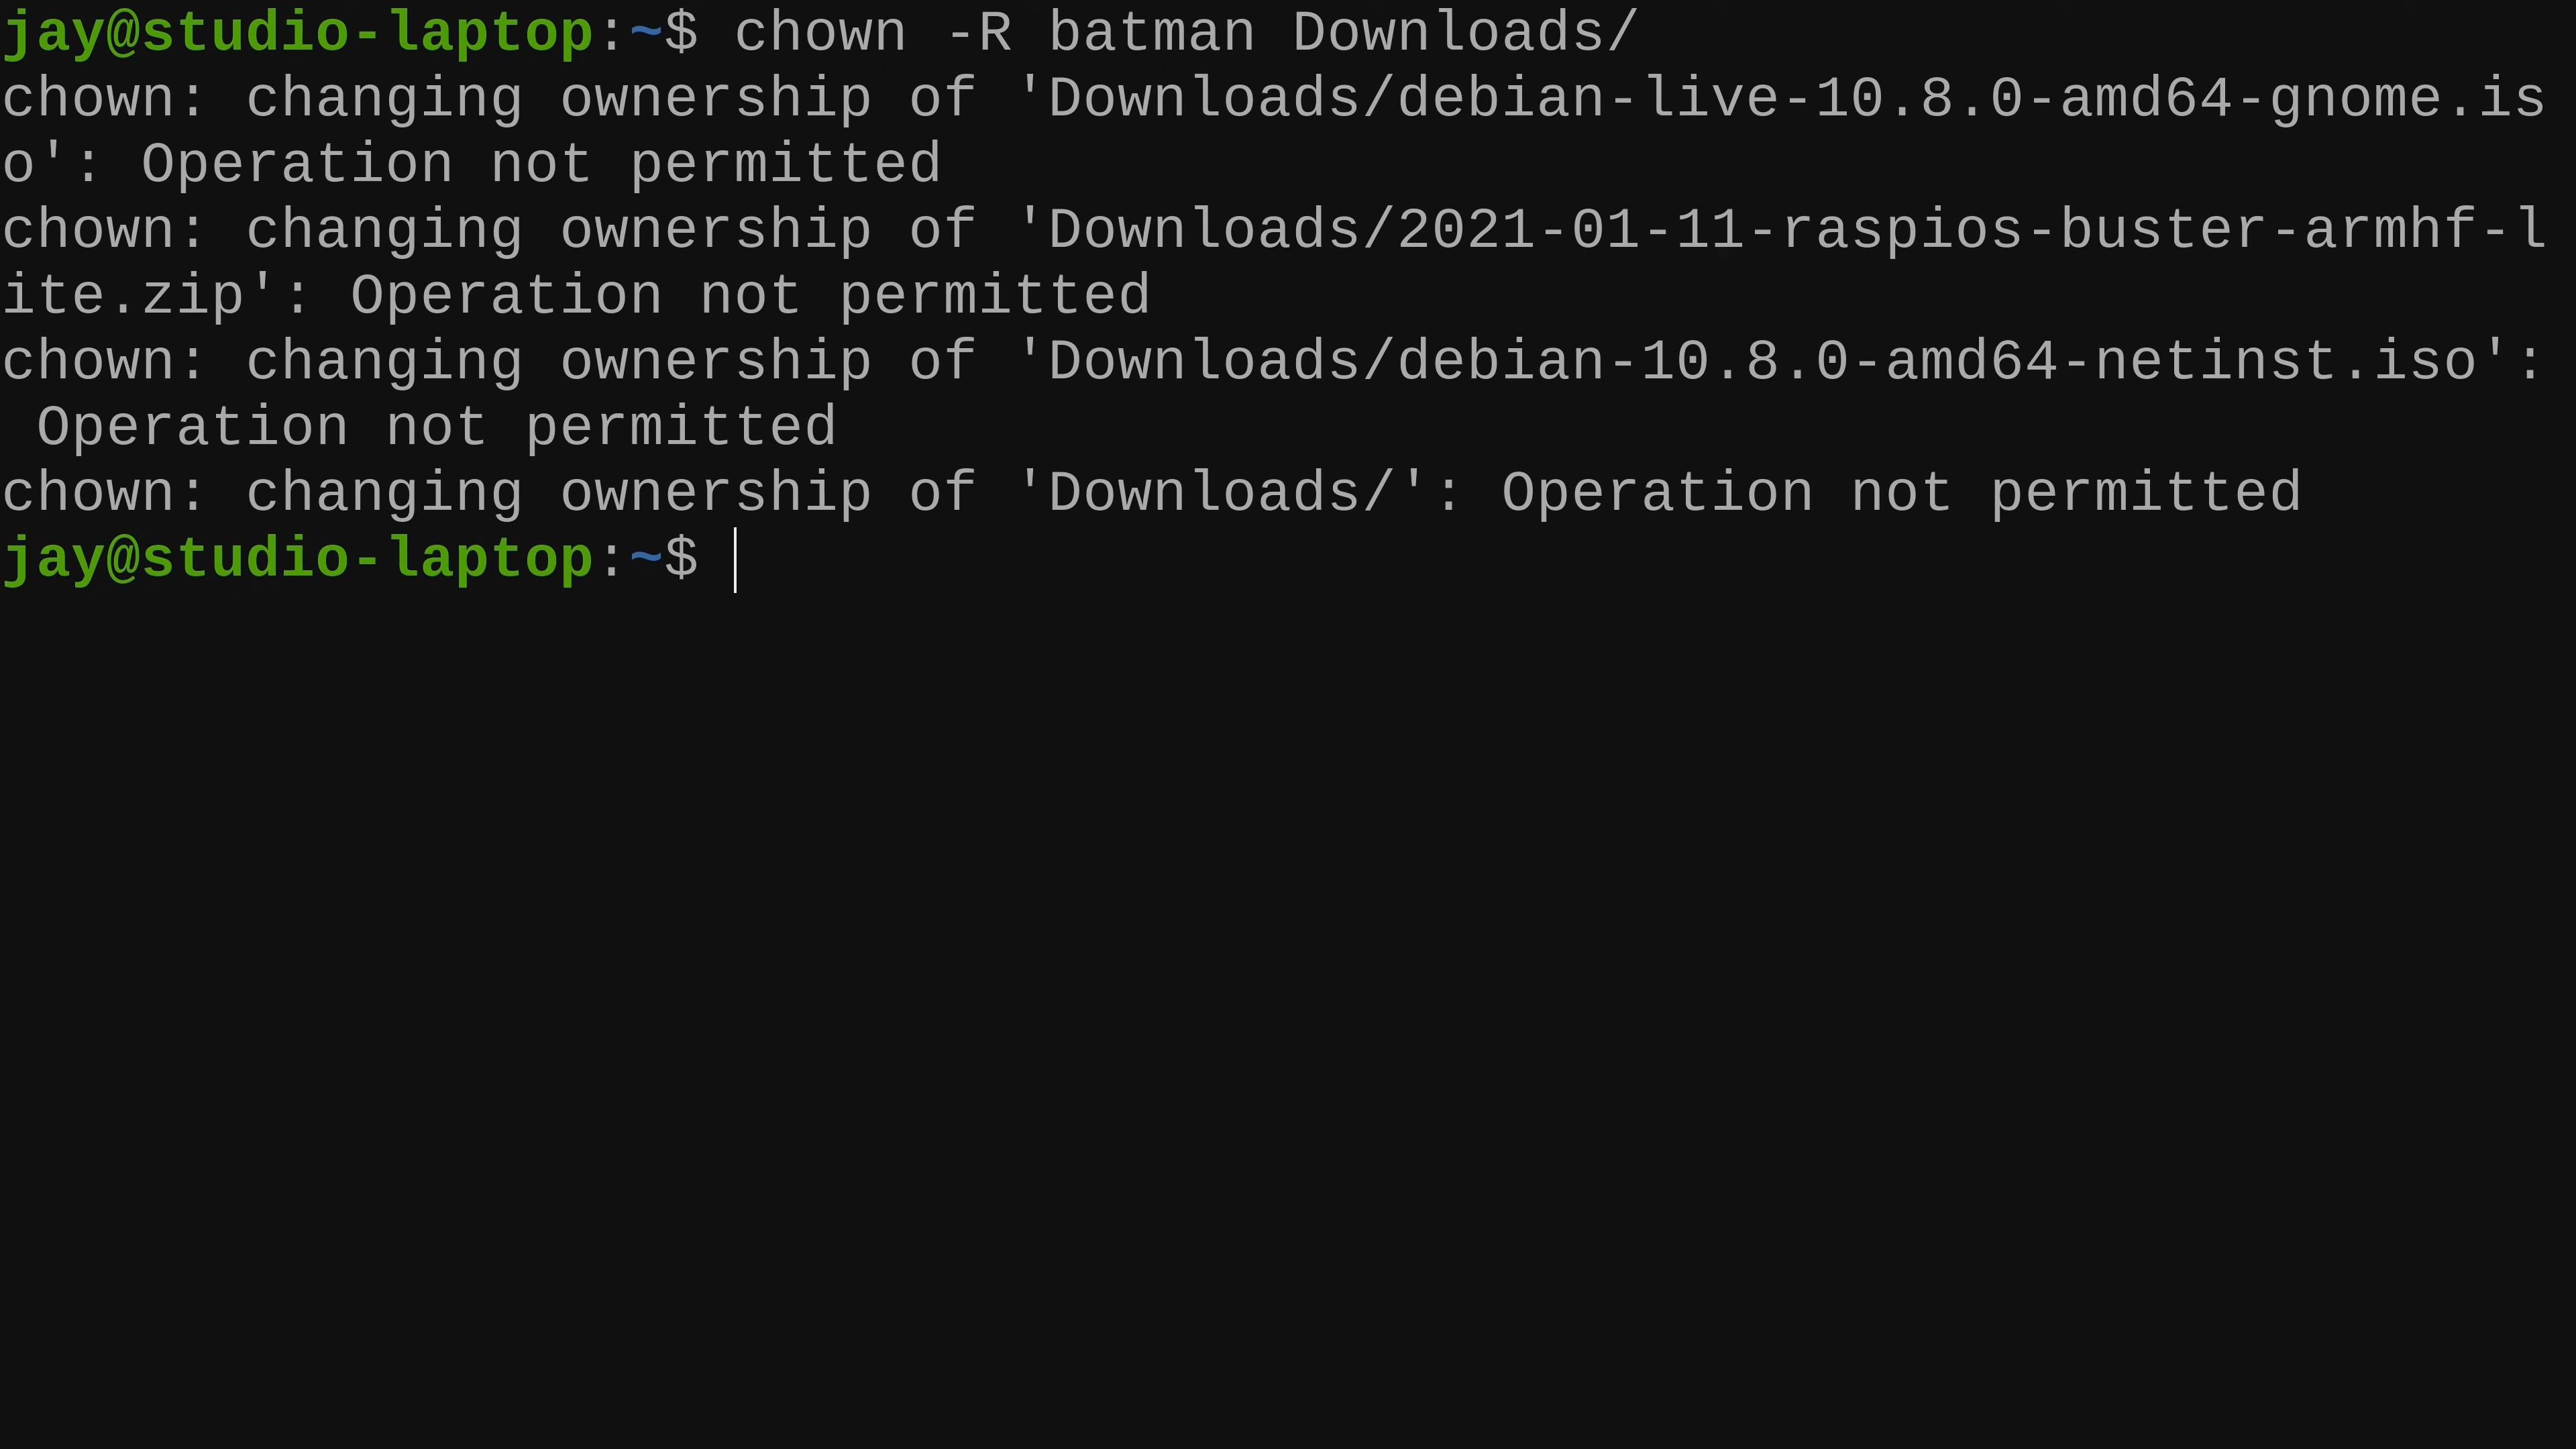 jay@studio-laptop:~$ chown -R batman Downloads/
chown: changing ownership of 'Downloads/debian-live-10.8.0-amd64-gnome.is
o': Operation not permitted
chown: changing ownership of 'Downloads/2021-01-11-raspios-buster-armhf-l
ite.zip': Operation not permitted
chown: changing ownership of 'Downloads/debian-10.8.0-amd64-netinst.iso':
 Operation not permitted
chown: changing ownership of 'Downloads/': Operation not permitted
jay@studio-laptop:~$